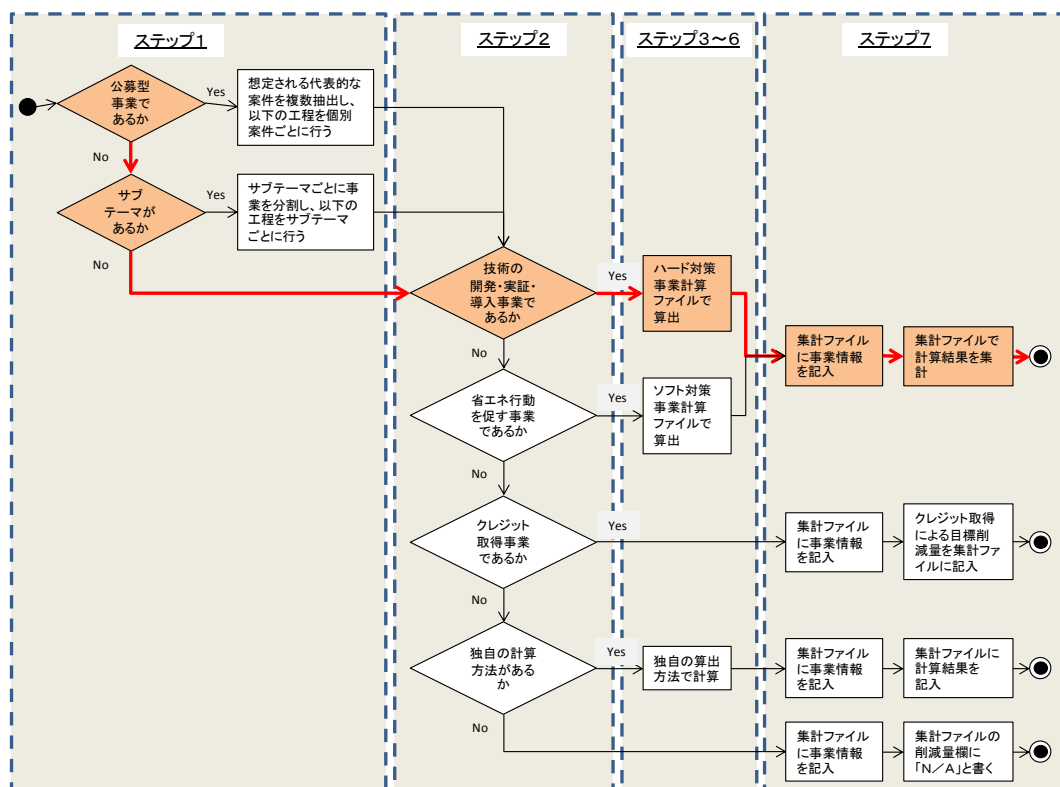 ステップ1
ステップ2
ステップ3～6
ステップ7
公募型
事業で
あるか
Yes
想定される代表的な
案件を複数抽出し、
以下の工程を個別
案件ごとに行う
No
サブ
テーマが
あるか
Yes
サブテーマごとに事
業を分割し、以下の
工程をサブテーマ
ごとに行う
No
技術の
開発・実証・
導入事業で
あるか
Yes
ハード対策
事業計算
ファイルで
算出
集計ファイル
に事業情報
を記入
集計ファイルで
計算結果を集
計
No
省エネ行動
を促す事業
であるか
Yes
ソフト対策
事業計算
ファイルで
算出
No
クレジット
取得事業
であるか
Yes
集計ファイル
に事業情報
を記入
クレジット取得
による目標削
減量を集計ファ
イルに記入
No
独自の計算
方法がある
か
Yes
独自の算出
方法で計算
集計ファイル
に事業情報
を記入
集計ファイルに
計算結果を
記入
No
集計ファイル
に事業情報
を記入
集計ファイルの
削減量欄に
「N／A」と書く